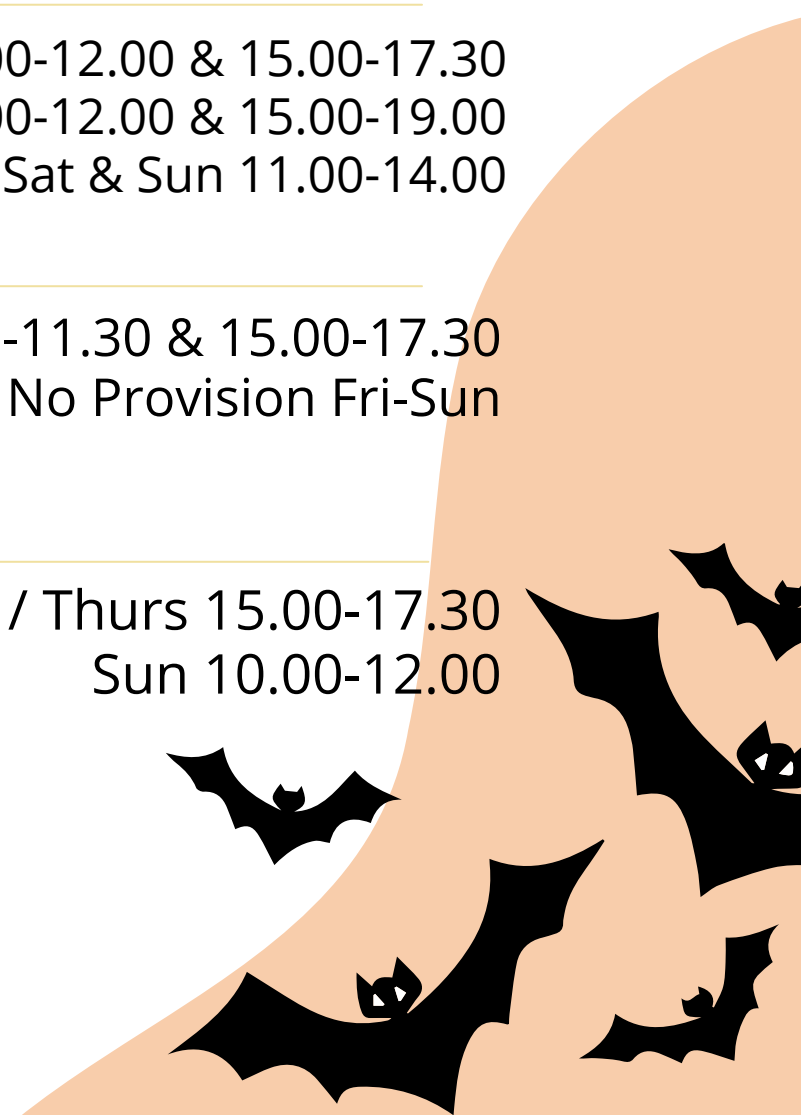 00-12.00 & 15.00-17.30
00-12.00 & 15.00-19.00
Sat & Sun 11.00-14.00
-11.30 & 15.00-17.30
No Provision Fri-Sun
/ Thurs 15.00-17.30
Sun 10.00-12.00